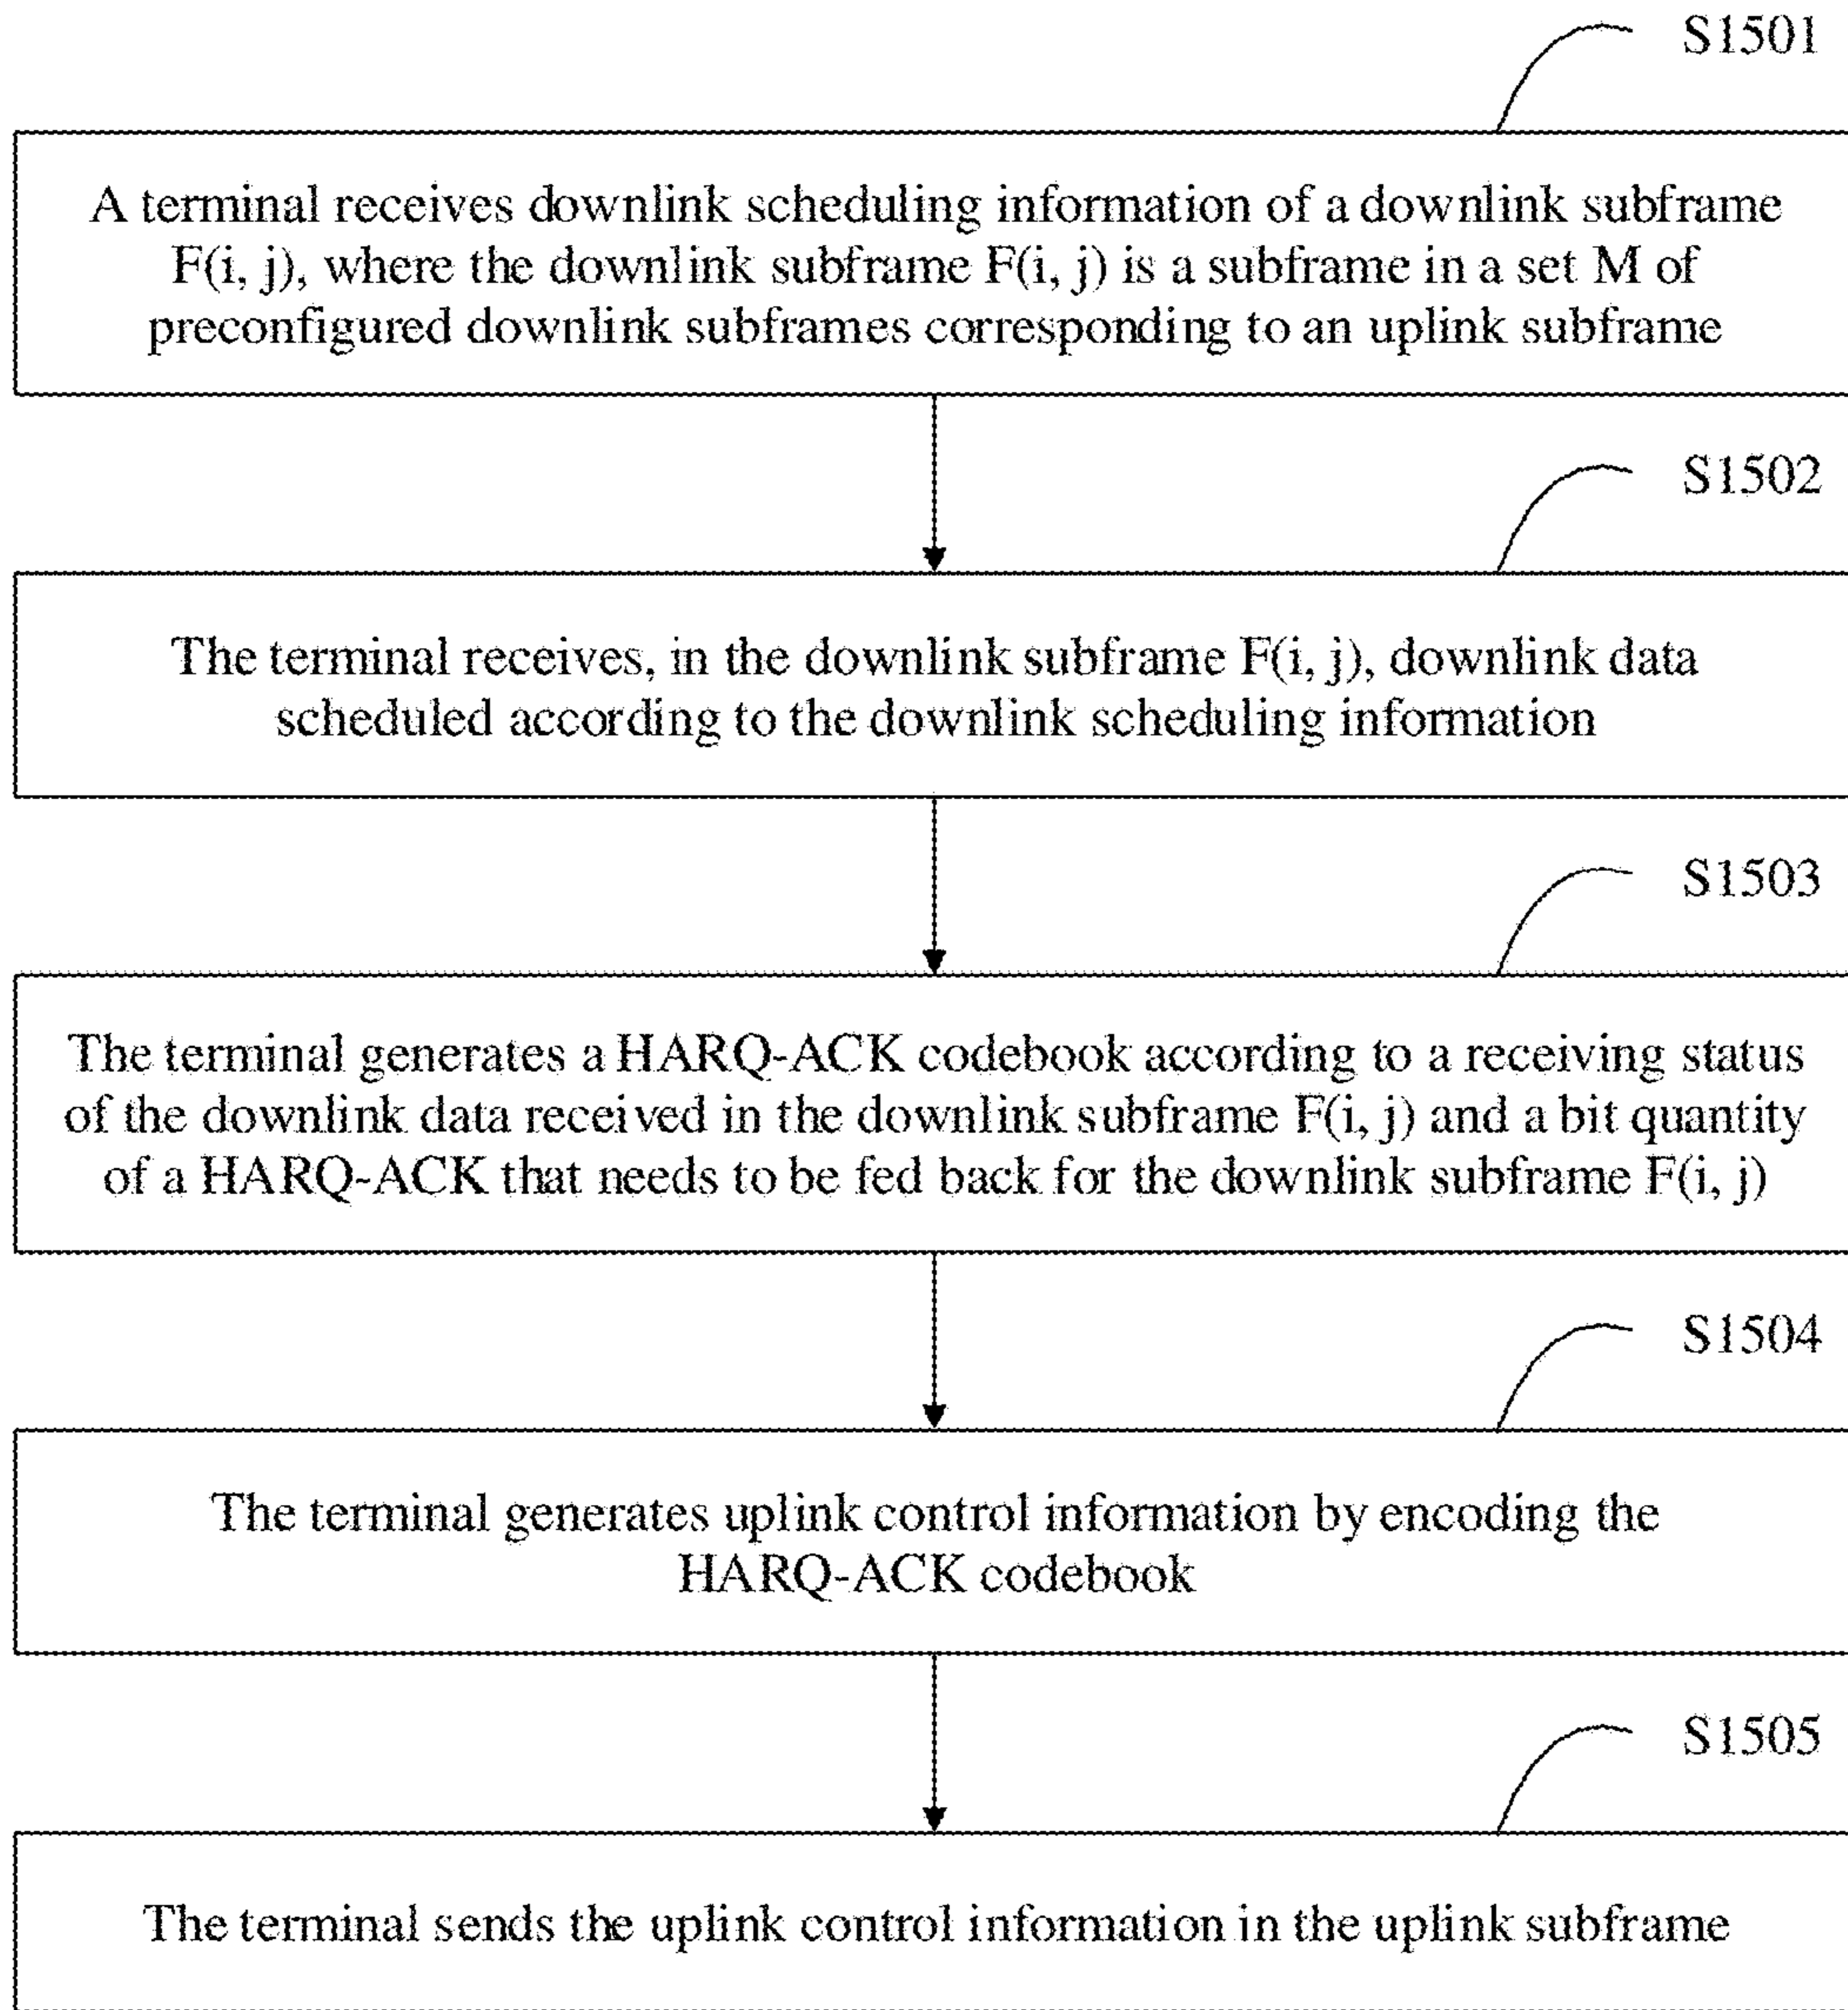 S1501
A terminal receives downlink scheduling information of a downlink subframe
F(i, j), where the downlink subframe F(i, j) is a subframe in a set M of
preconfigured downlink subframes corresponding to an uplink subframe
S1502
The terminal receives, in the downlink subframe F(i, j), downlink data
scheduled according to the downlink scheduling information
S1503
The terminal generates a HARQ-ACK codebook according to a receiving status
of the downlink data received in the downlink subframe F(i, j) and a bit quantity
of a HARQ-ACK that needs to be fed back for the downlink subframe F(i, j)
S1504
The terminal generates uplink control information by encoding the
HARQ-ACK codebook
S1505
The terminal sends the uplink control information in the uplink subframe